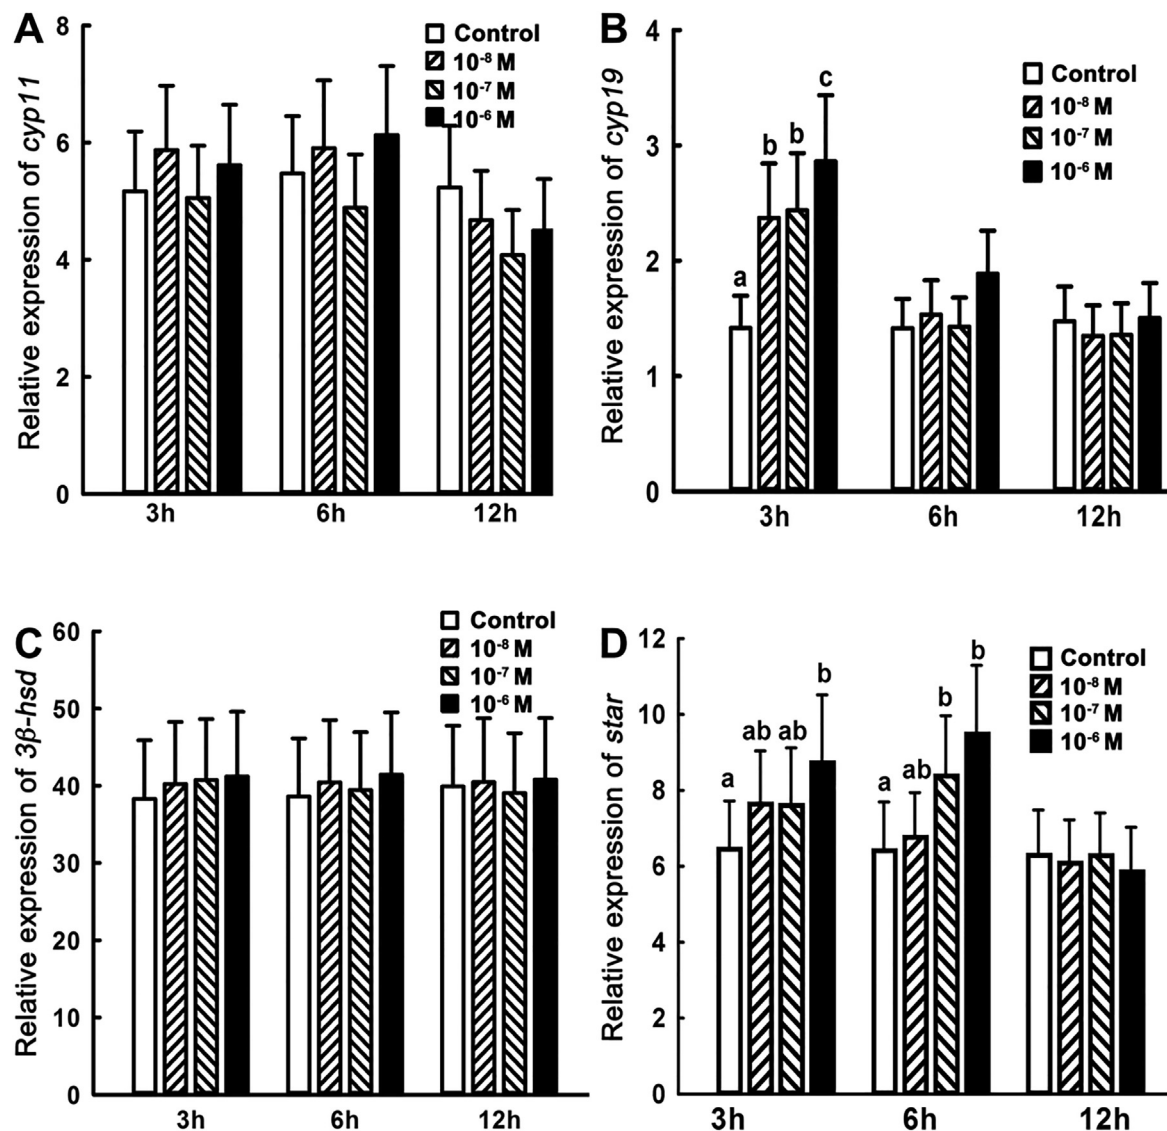 A
Relative expression of cyp11
8
6
4
2
0
Control
10⁻⁸ M
10⁻⁷ M
10⁻⁶ M
3h 6h 12h
B
Relative expression of cyp19
4
3
2
1
0
Control
10⁻⁸ M
10⁻⁷ M
10⁻⁶ M
a b b c
3h 6h 12h
C
Relative expression of 3β-hsd
60
50
40
30
20
10
0
Control
10⁻⁸ M
10⁻⁷ M
10⁻⁶ M
3h 6h 12h
D
Relative expression of star
12
10
8
6
4
2
0
Control
10⁻⁸ M
10⁻⁷ M
10⁻⁶ M
a ab ab b
a ab b b
3h 6h 12h